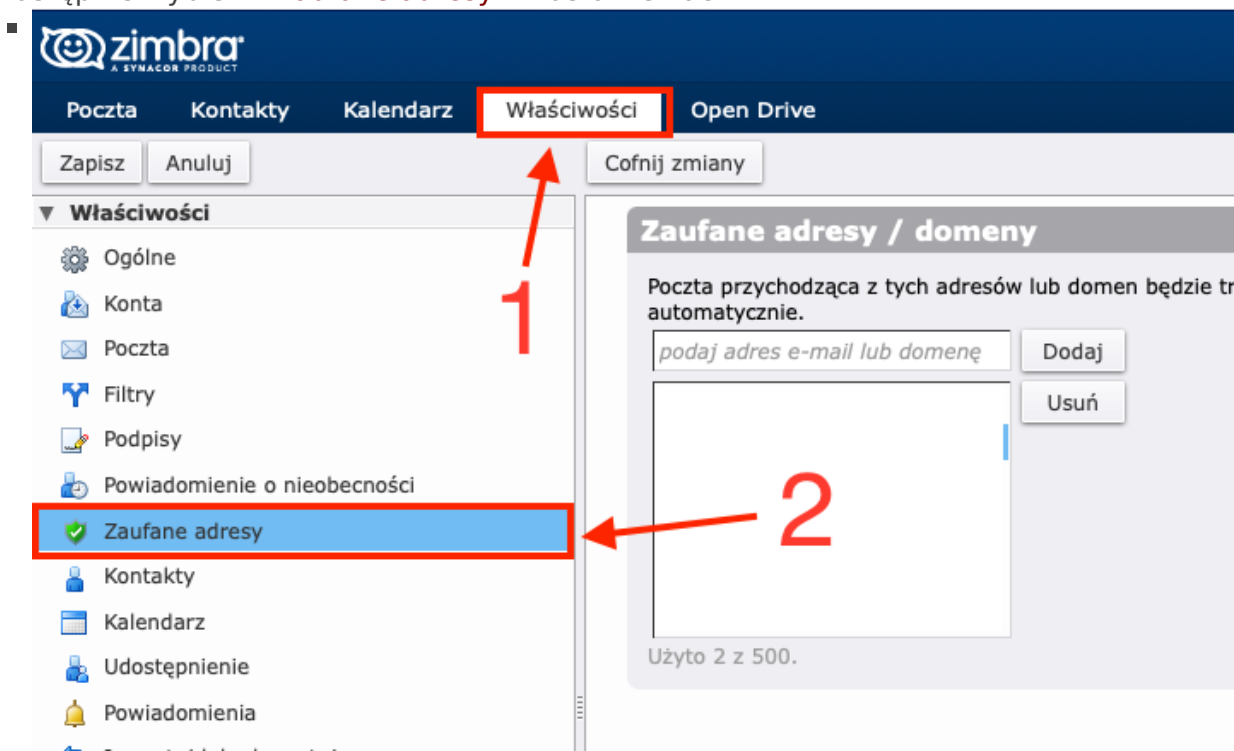 zimbra
A SYNACOR PRODUCT
Poczta Kontakty Kalendarz Właściwości Open Drive
Zapisz Anuluj Cofnij zmiany
Właściwości
Ogólne
Konta
Poczta
Filtry
Podpisy
Powiadomienie o nieobecności
Zaufane adresy
Kontakty
Kalendarz
Udostępnienie
Powiadomienia
1
2
Zaufane adresy / domeny
Poczta przychodząca z tych adresów lub domen będzie tr
automatycznie.
podaj adres e-mail lub domenę Dodaj
Usuń
Użyto 2 z 500.